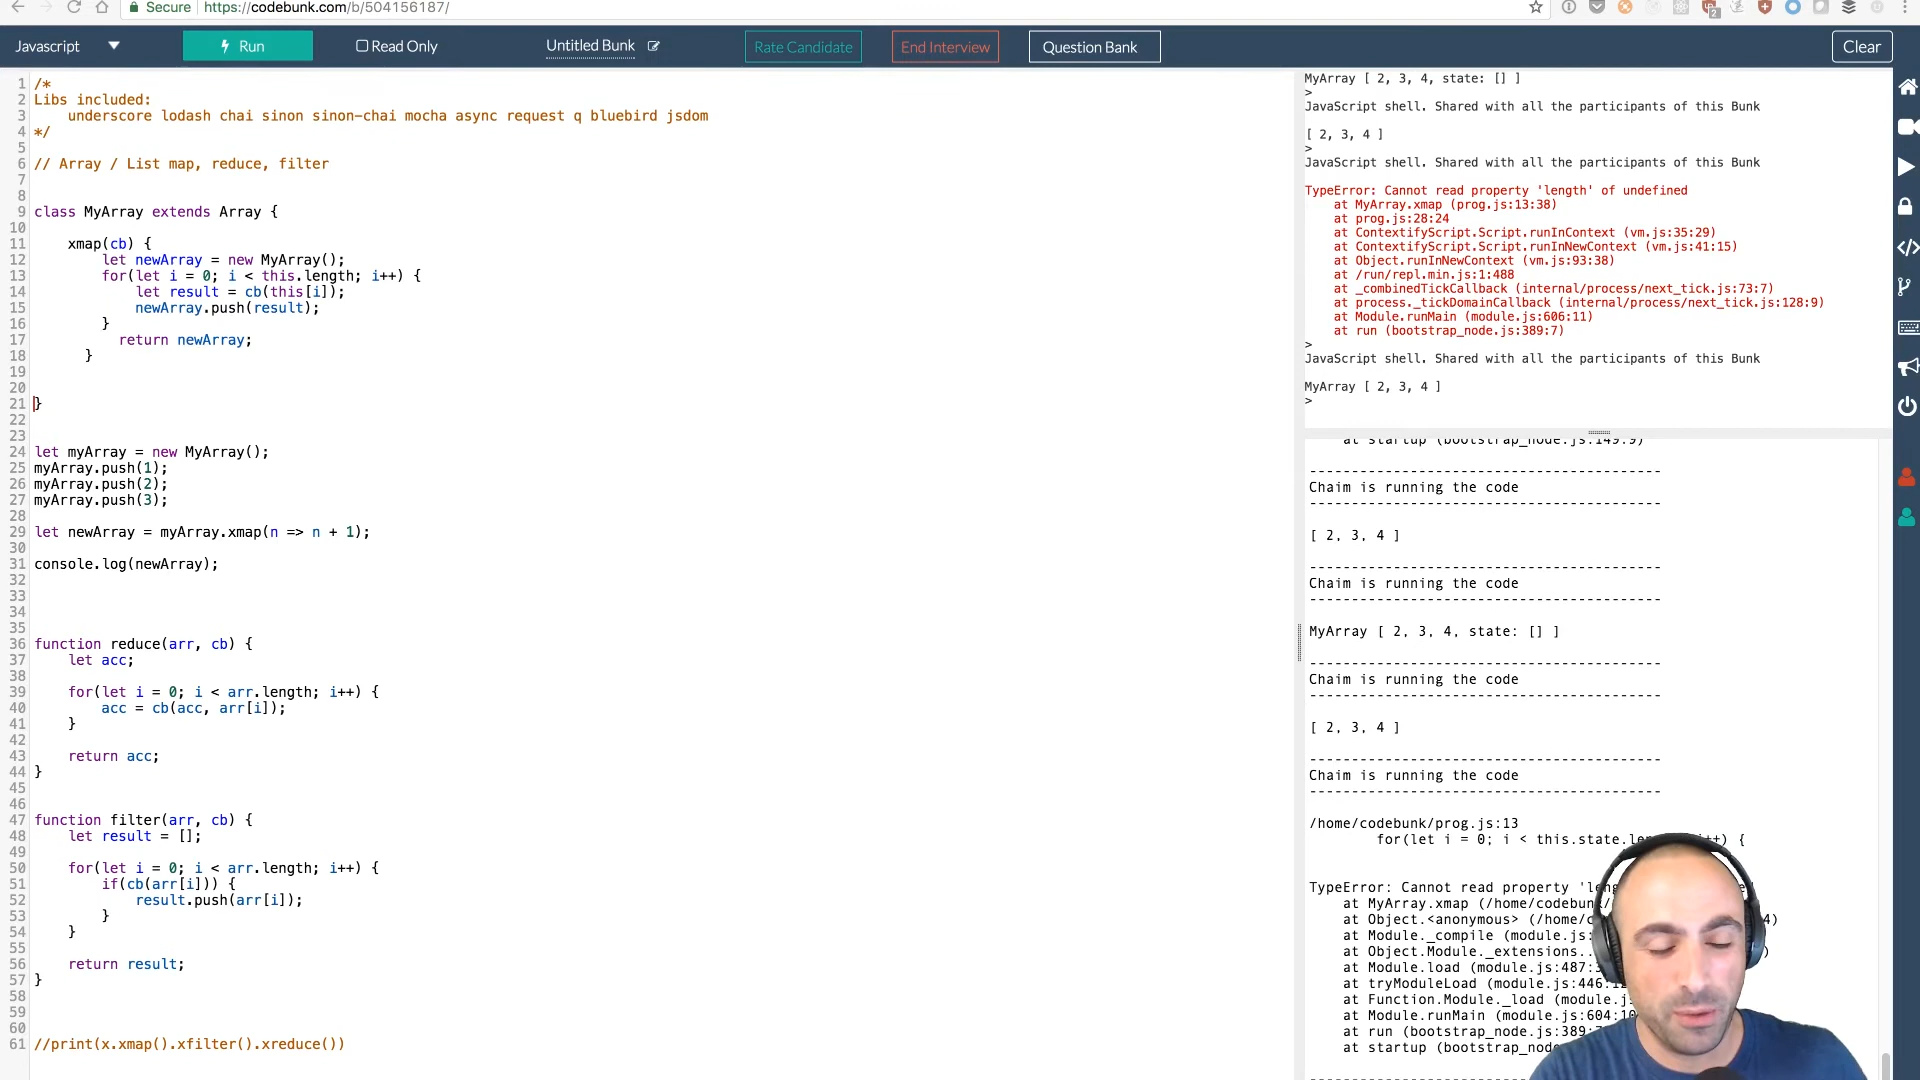 Secure https://codebunk.com/b/504156187/
Javascript Run Read Only Untitled Bunk Rate Candidate End Interview Question Bank Clear
1 /*
2 Libs included:
3 underscore lodash chai sinon sinon-chai mocha async request q bluebird jsdom
4 */
5
6 // Array / List map, reduce, filter
7
8
9 class MyArray extends Array {
10
11 xmap(cb) {
12 let newArray = new MyArray();
13 for(let i = 0; i < this.length; i++) {
14 let result = cb(this[i]);
15 newArray.push(result);
16 }
17 return newArray;
18 }
19
20
21 }
22
23
24 let myArray = new MyArray();
25 myArray.push(1);
26 myArray.push(2);
27 myArray.push(3);
28
29 let newArray = myArray.xmap(n => n + 1);
30
31 console.log(newArray);
32
33
34
35
36 function reduce(arr, cb) {
37 let acc;
38
39 for(let i = 0; i < arr.length; i++) {
40 acc = cb(acc, arr[i]);
41 }
42
43 return acc;
44 }
45
46
47 function filter(arr, cb) {
48 let result = [];
49
50 for(let i = 0; i < arr.length; i++) {
51 if(cb(arr[i])) {
52 result.push(arr[i]);
53 }
54 }
55
56 return result;
57 }
58
59
60
61 //print(x.xmap().xfilter().xreduce())
MyArray [ 2, 3, 4, state: [] ]
>
JavaScript shell. Shared with all the participants of this Bunk
[ 2, 3, 4 ]
>
JavaScript shell. Shared with all the participants of this Bunk
TypeError: Cannot read property 'length' of undefined
at MyArray.xmap (prog.js:13:38)
at prog.js:28:24
at ContextifyScript.Script.runInContext (vm.js:35:29)
at ContextifyScript.Script.runInNewContext (vm.js:41:15)
at Object.runInNewContext (vm.js:93:38)
at /run/repl.min.js:1:488
at _combinedTickCallback (internal/process/next_tick.js:73:7)
at process._tickDomainCallback (internal/process/next_tick.js:128:9)
at Module.runMain (module.js:606:11)
at run (bootstrap_node.js:389:7)
>
JavaScript shell. Shared with all the participants of this Bunk
MyArray [ 2, 3, 4 ]
>
at startup (bootstrap_node.js:149:9)
-----------------------------------------
Chaim is running the code
-----------------------------------------
[ 2, 3, 4 ]
-----------------------------------------
Chaim is running the code
-----------------------------------------
MyArray [ 2, 3, 4, state: [] ]
-----------------------------------------
Chaim is running the code
-----------------------------------------
[ 2, 3, 4 ]
-----------------------------------------
Chaim is running the code
-----------------------------------------
/home/codebunk/prog.js:13
for(let i = 0; i < this.state. i++) {
TypeError: Cannot read property
at MyArray.xmap
at Object.<anonymous>
at Module._compile (module.js:
at Object.Module._extensions..
at Module.load (module.js:487:
at tryModuleLoad (module.js:446:
at Function.Module._load
at Module.runMain (module.js:604:
at run (bootstrap_node.js:389:
at startup